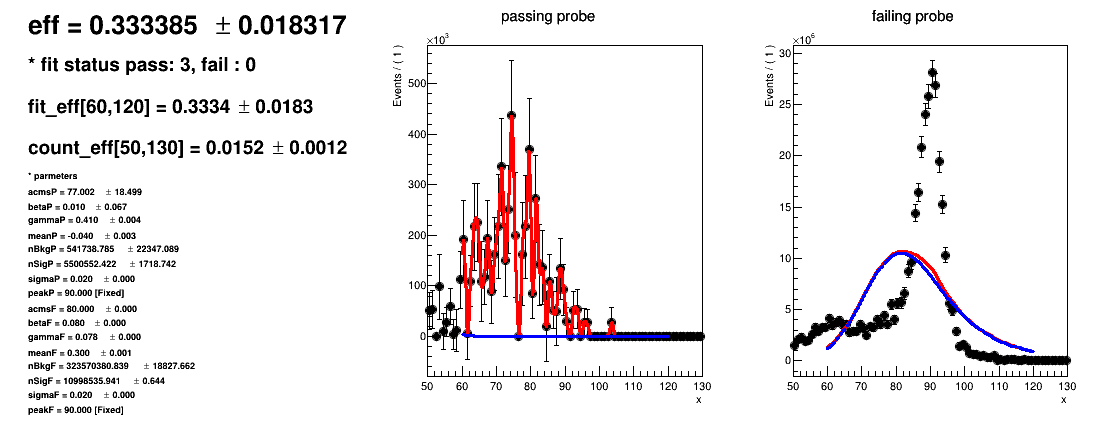 eff = 0.333385 ± 0.018317
* fit status pass: 3, fail : 0
fit_eff[60,120] = 0.3334 ± 0.0183
count_eff[50,130] = 0.0152 ± 0.0012
* parmeters
acmsP = 77.002 ± 18.499
betaP = 0.010 ± 0.067
gammaP = 0.410 ± 0.004
meanP = -0.040 ± 0.003
nBkgP = 541738.785 ± 22347.089
nSigP = 5500552.422 ± 1718.742
sigmaP = 0.020 ± 0.000
peakP = 90.000 [Fixed]
acmsF = 80.000 ± 0.000
betaF = 0.080 ± 0.000
gammaF = 0.078 ± 0.000
meanF = 0.300 ± 0.001
nBkgF = 323570380.839 ± 18827.662
nSigF = 10998535.941 ± 0.644
sigmaF = 0.020 ± 0.000
peakF = 90.000 [Fixed]
passing probe
×10³
Events / ( 1 )
500
400
300
200
100
0
50 60 70 80 90 100 110 120 130
x
failing probe
×10⁶
Events / ( 1 )
30
25
20
15
10
5
0
50 60 70 80 90 100 110 120 130
x